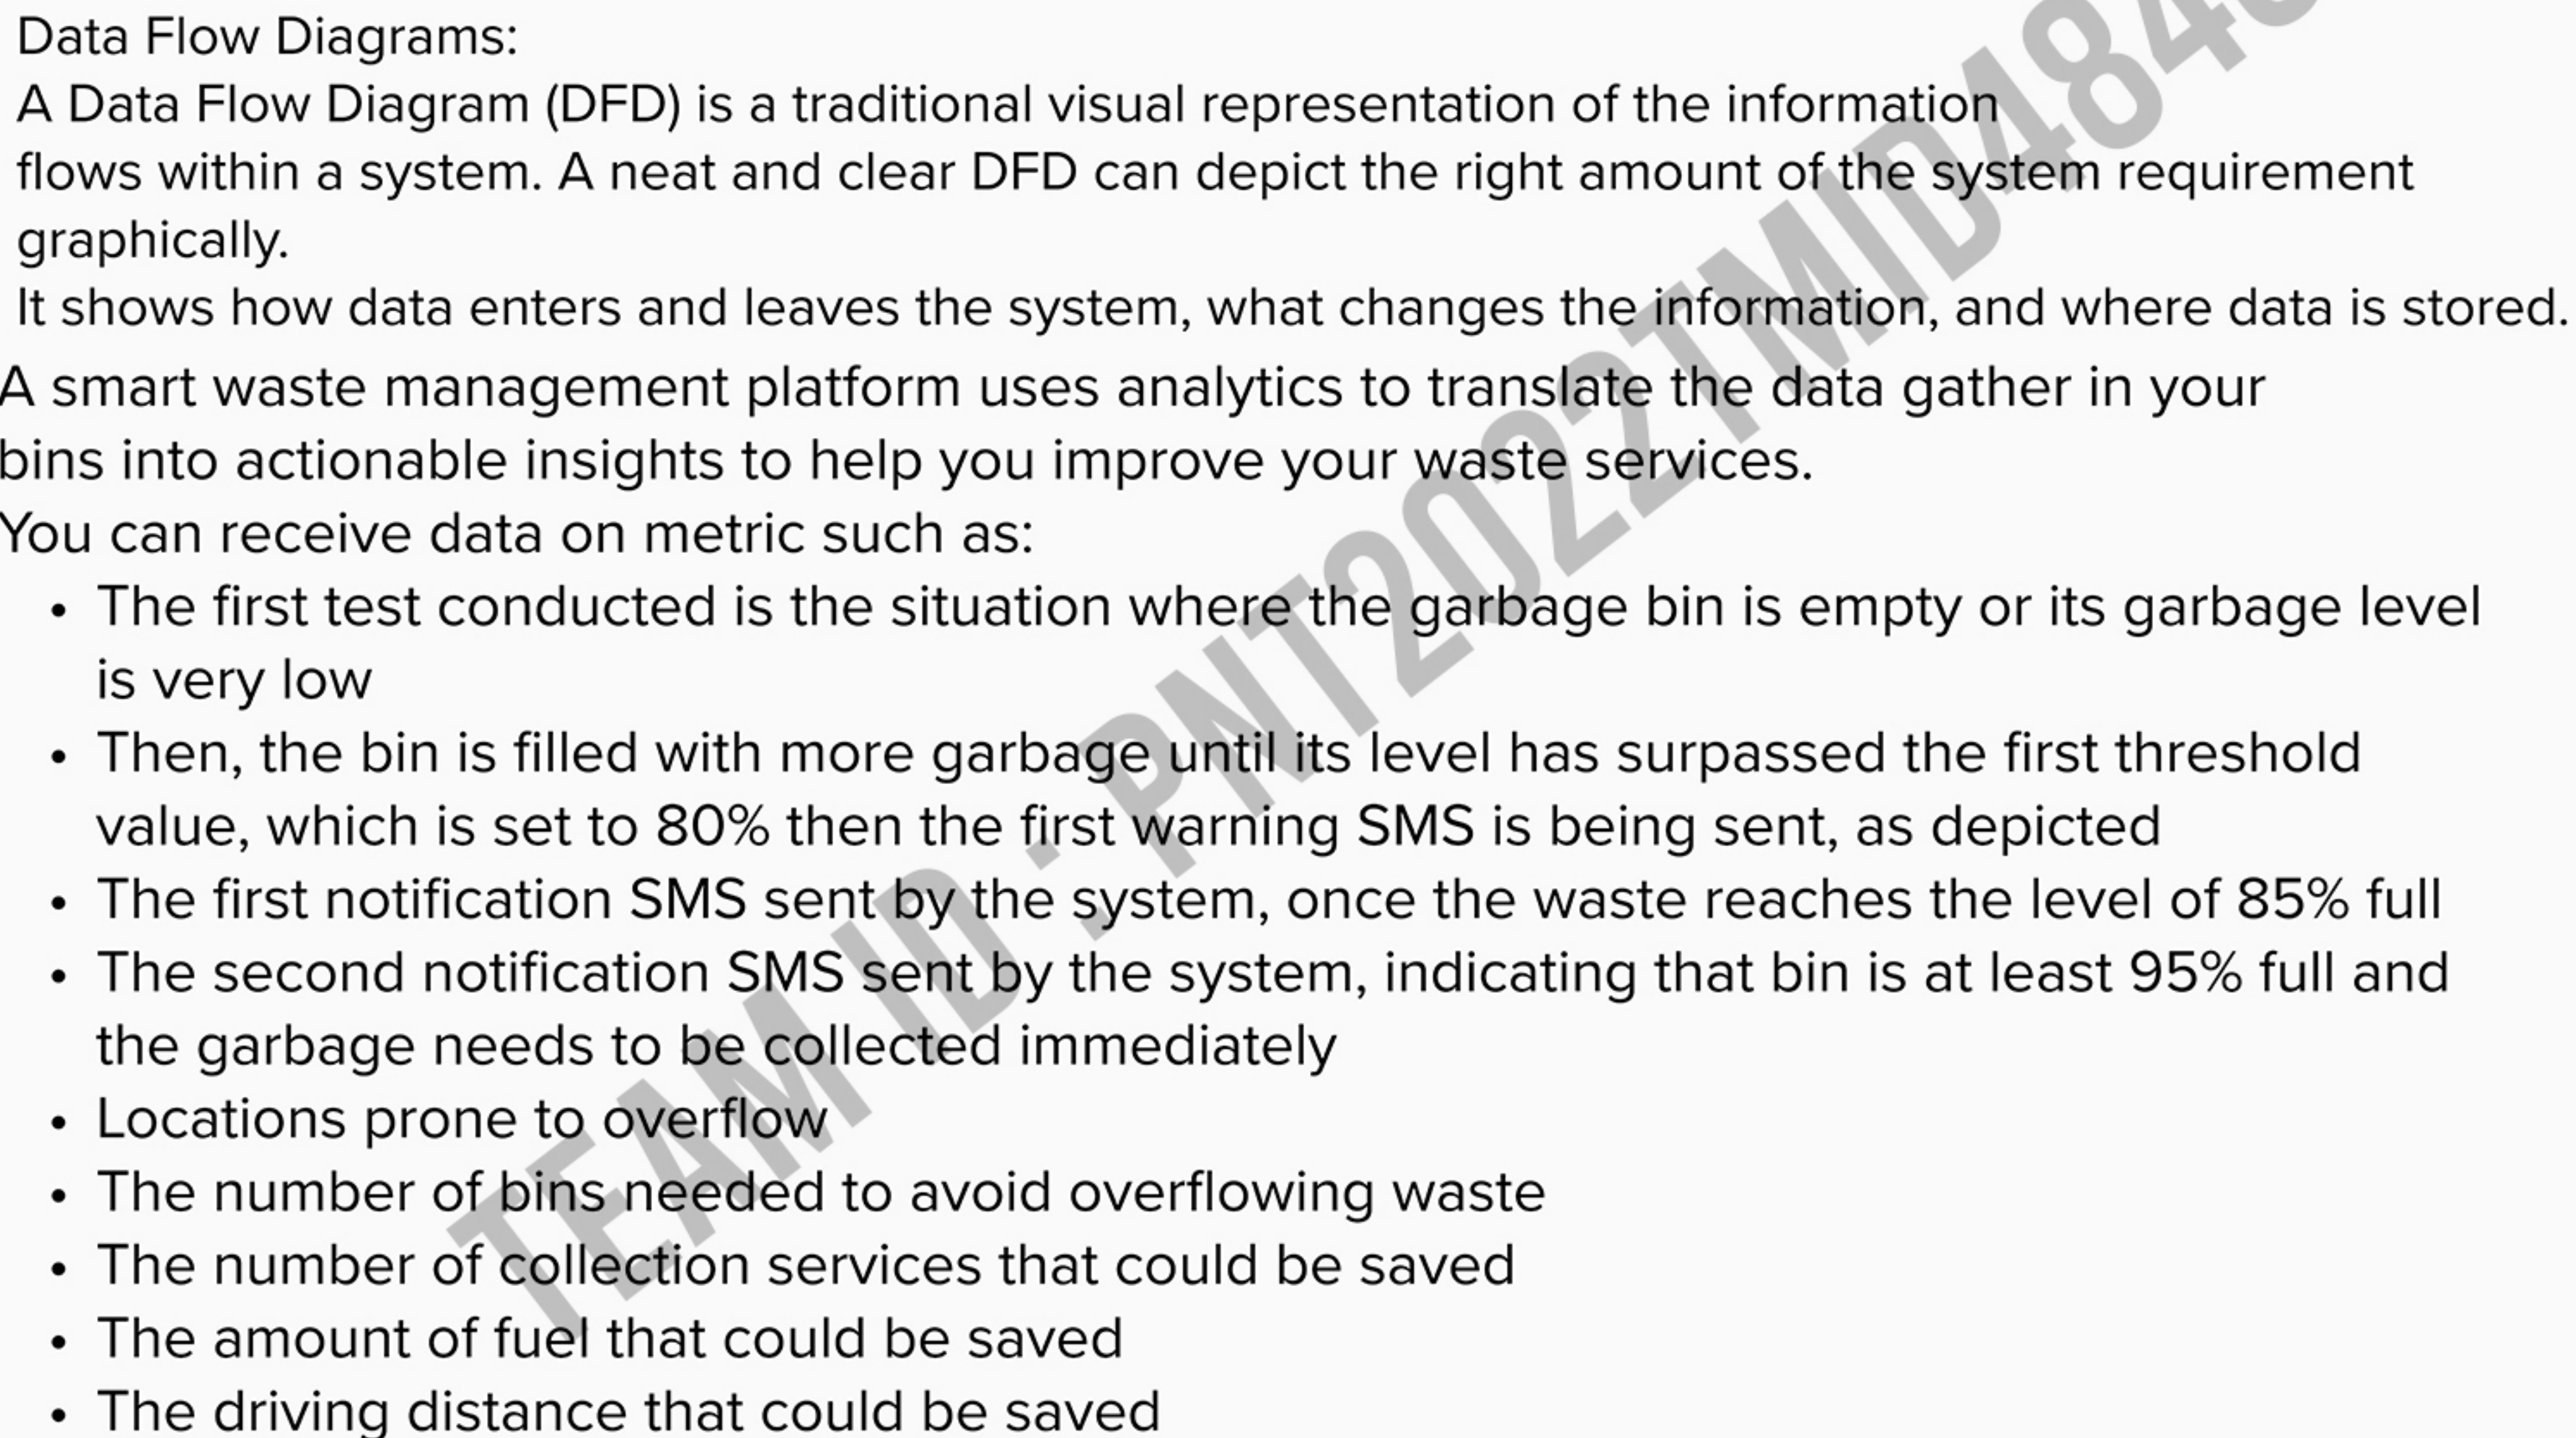 Data Flow Diagrams:
A Data Flow Diagram (DFD) is a traditional visual representation of the information
flows within a system. A neat and clear DFD can depict the right amount of the system requirement
graphically.
It shows how data enters and leaves the system, what changes the information, and where data is stored.
A smart waste management platform uses analytics to translate the data gather in your
bins into actionable insights to help you improve your waste services.
You can receive data on metric such as:
• The first test conducted is the situation where the garbage bin is empty or its garbage level
is very low
• Then, the bin is filled with more garbage until its level has surpassed the first threshold
value, which is set to 80% then the first warning SMS is being sent, as depicted
• The first notification SMS sent by the system, once the waste reaches the level of 85% full
• The second notification SMS sent by the system, indicating that bin is at least 95% full and
the garbage needs to be collected immediately
• Locations prone to overflow
• The number of bins needed to avoid overflowing waste
• The number of collection services that could be saved
• The amount of fuel that could be saved
• The driving distance that could be saved
TEAM ID :